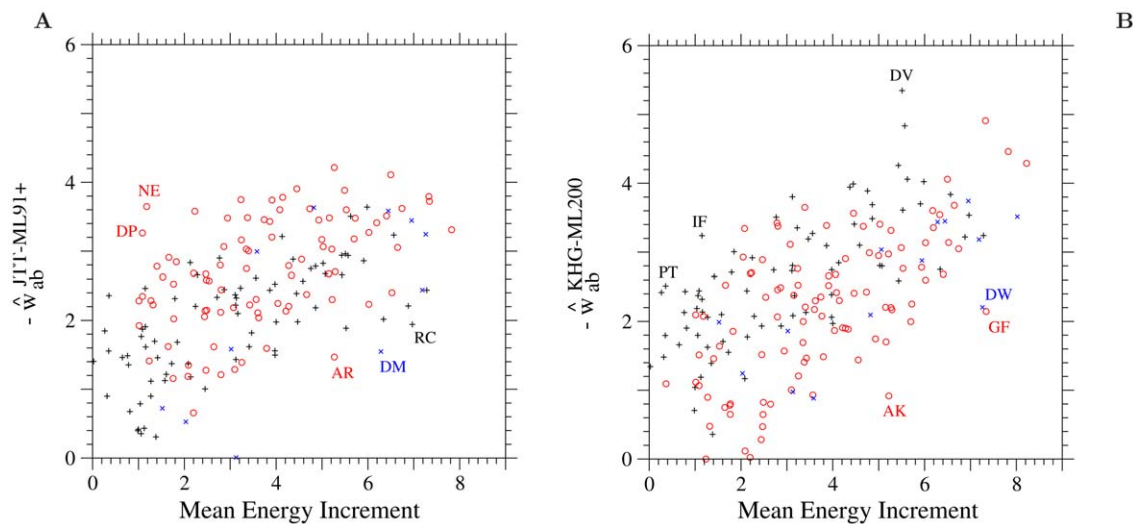 A
B
6
4
2
0
0
2
4
6
8
Mean Energy Increment
- ŵ ab JTT-ML91+
NE
DP
AR
DM
RC
6
4
2
0
0
2
4
6
8
Mean Energy Increment
- ŵ ab KHG-ML200
DV
IF
PT
DW
GF
AK